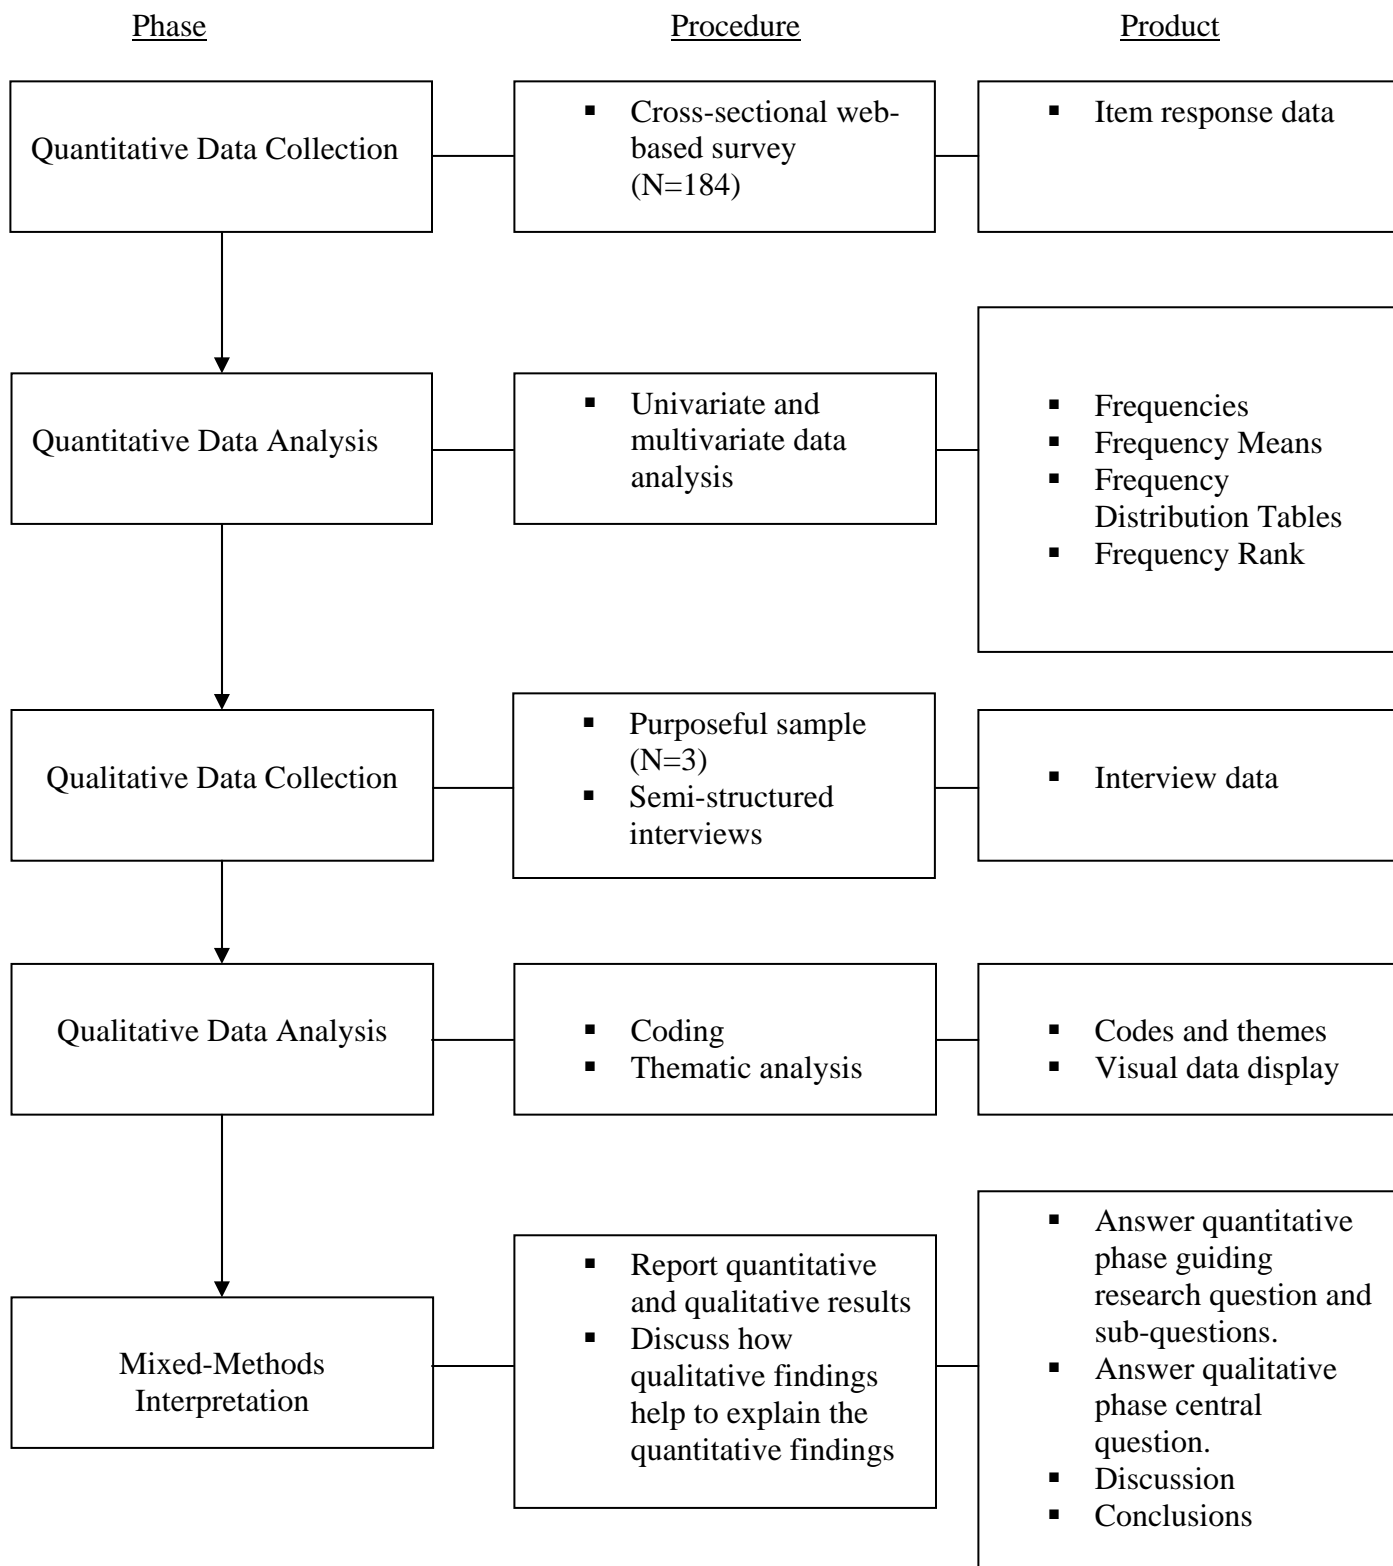 Phase
Procedure
Product
Quantitative Data Collection
▪ Cross-sectional web-
based survey
(N=184)
▪ Item response data
Quantitative Data Analysis
▪ Univariate and
multivariate data
analysis
▪ Frequencies
▪ Frequency Means
▪ Frequency
Distribution Tables
▪ Frequency Rank
Qualitative Data Collection
▪ Purposeful sample
(N=3)
▪ Semi-structured
interviews
▪ Interview data
Qualitative Data Analysis
▪ Coding
▪ Thematic analysis
▪ Codes and themes
▪ Visual data display
Mixed-Methods
Interpretation
▪ Report quantitative
and qualitative results
▪ Discuss how
qualitative findings
help to explain the
quantitative findings
▪ Answer quantitative
phase guiding
research question and
sub-questions.
▪ Answer qualitative
phase central
question.
▪ Discussion
▪ Conclusions